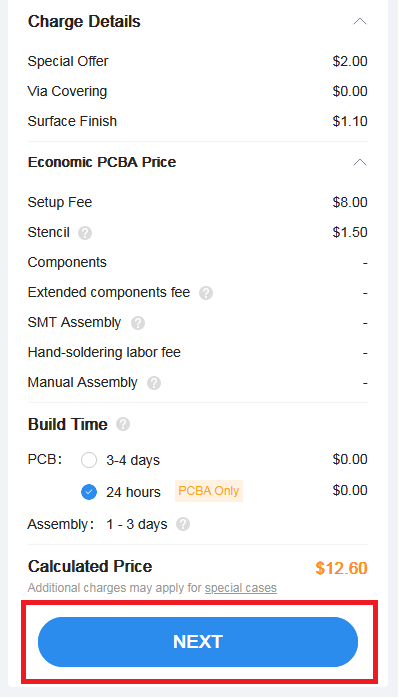 Charge Details
Special Offer $2.00
Via Covering $0.00
Surface Finish $1.10
Economic PCBA Price
Setup Fee $8.00
Stencil ? $1.50
Components -
Extended components fee ? -
SMT Assembly ? -
Hand-soldering labor fee -
Manual Assembly ? -
Build Time ?
PCB: 3-4 days $0.00
24 hours PCBA Only $0.00
Assembly: 1 - 3 days ?
Calculated Price $12.60
Additional charges may apply for special cases
NEXT